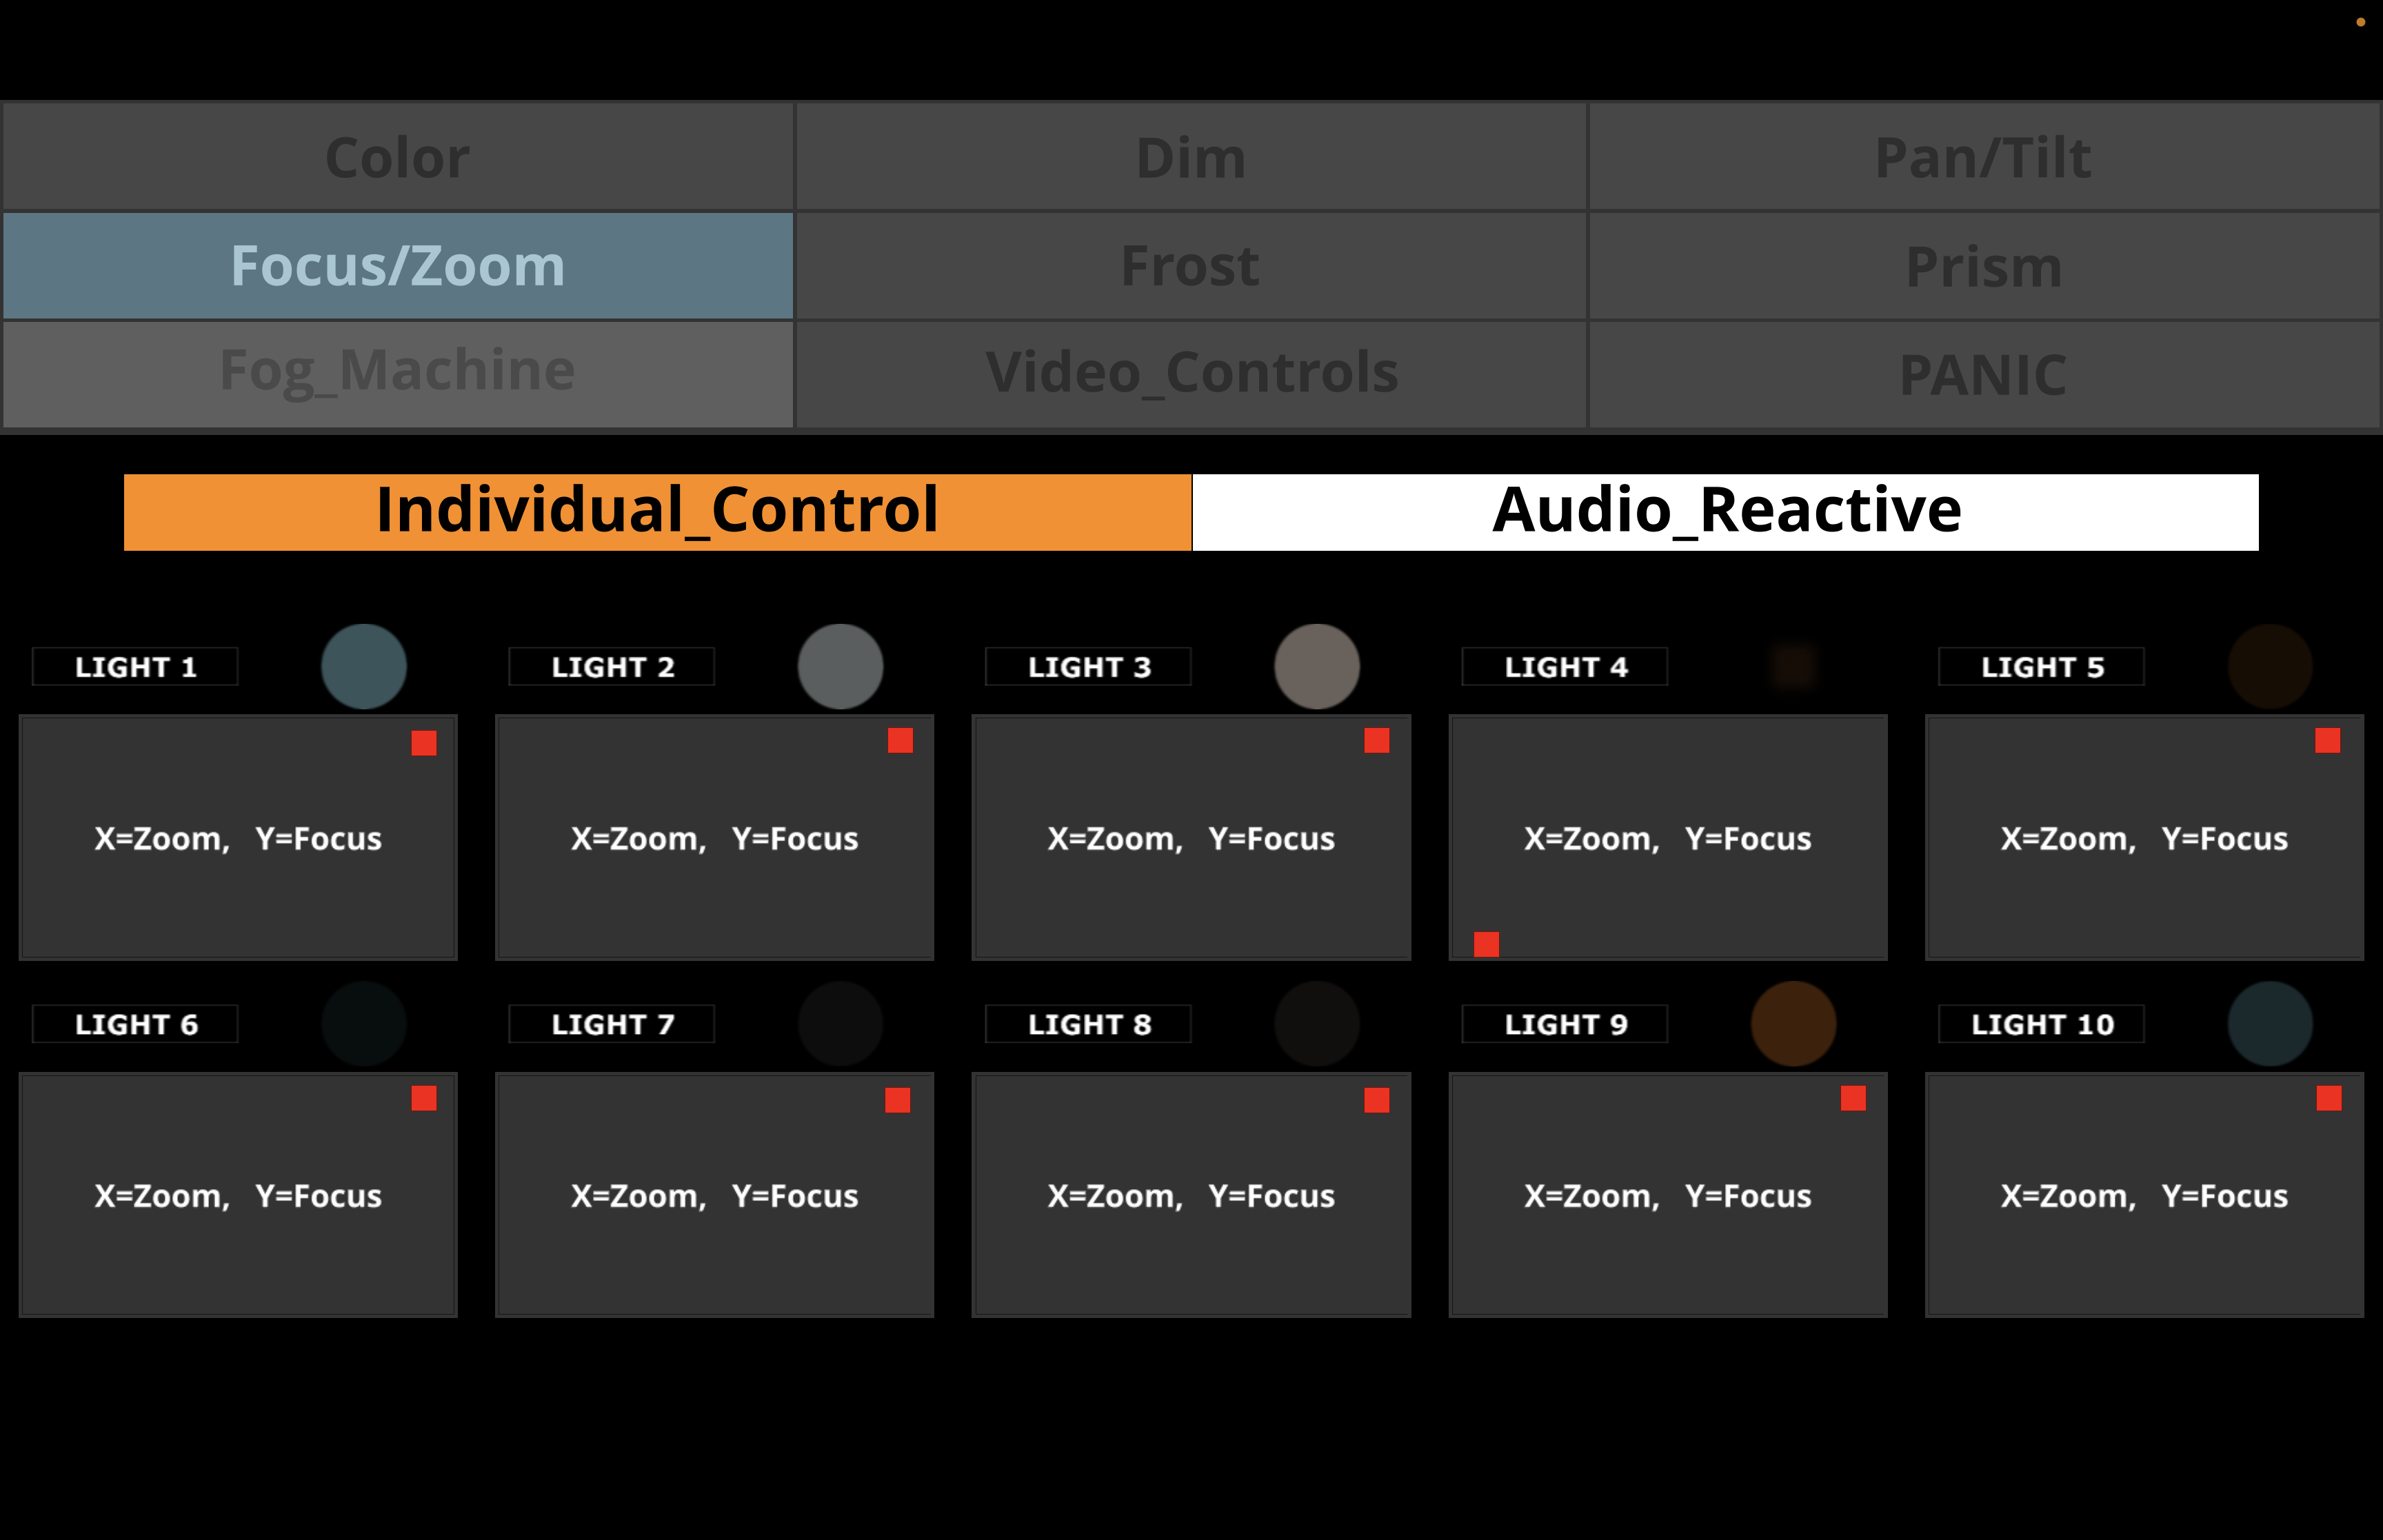 Color Dim Pan/Tilt
Focus/Zoom Frost Prism
Fog_Machine Video_Controls PANIC
Individual_Control Audio_Reactive
LIGHT 1 LIGHT 2 LIGHT 3 LIGHT 4 LIGHT 5
X=Zoom, Y=Focus X=Zoom, Y=Focus X=Zoom, Y=Focus X=Zoom, Y=Focus X=Zoom, Y=Focus
LIGHT 6 LIGHT 7 LIGHT 8 LIGHT 9 LIGHT 10
X=Zoom, Y=Focus X=Zoom, Y=Focus X=Zoom, Y=Focus X=Zoom, Y=Focus X=Zoom, Y=Focus